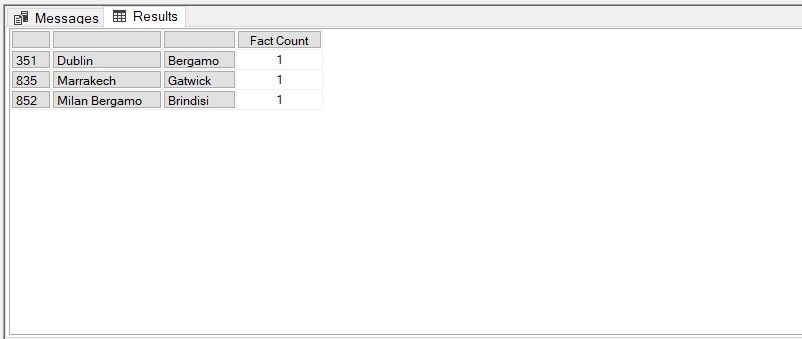 Messages Results
Fact Count
351 Dublin Bergamo 1
835 Marrakech Gatwick 1
852 Milan Bergamo Brindisi 1